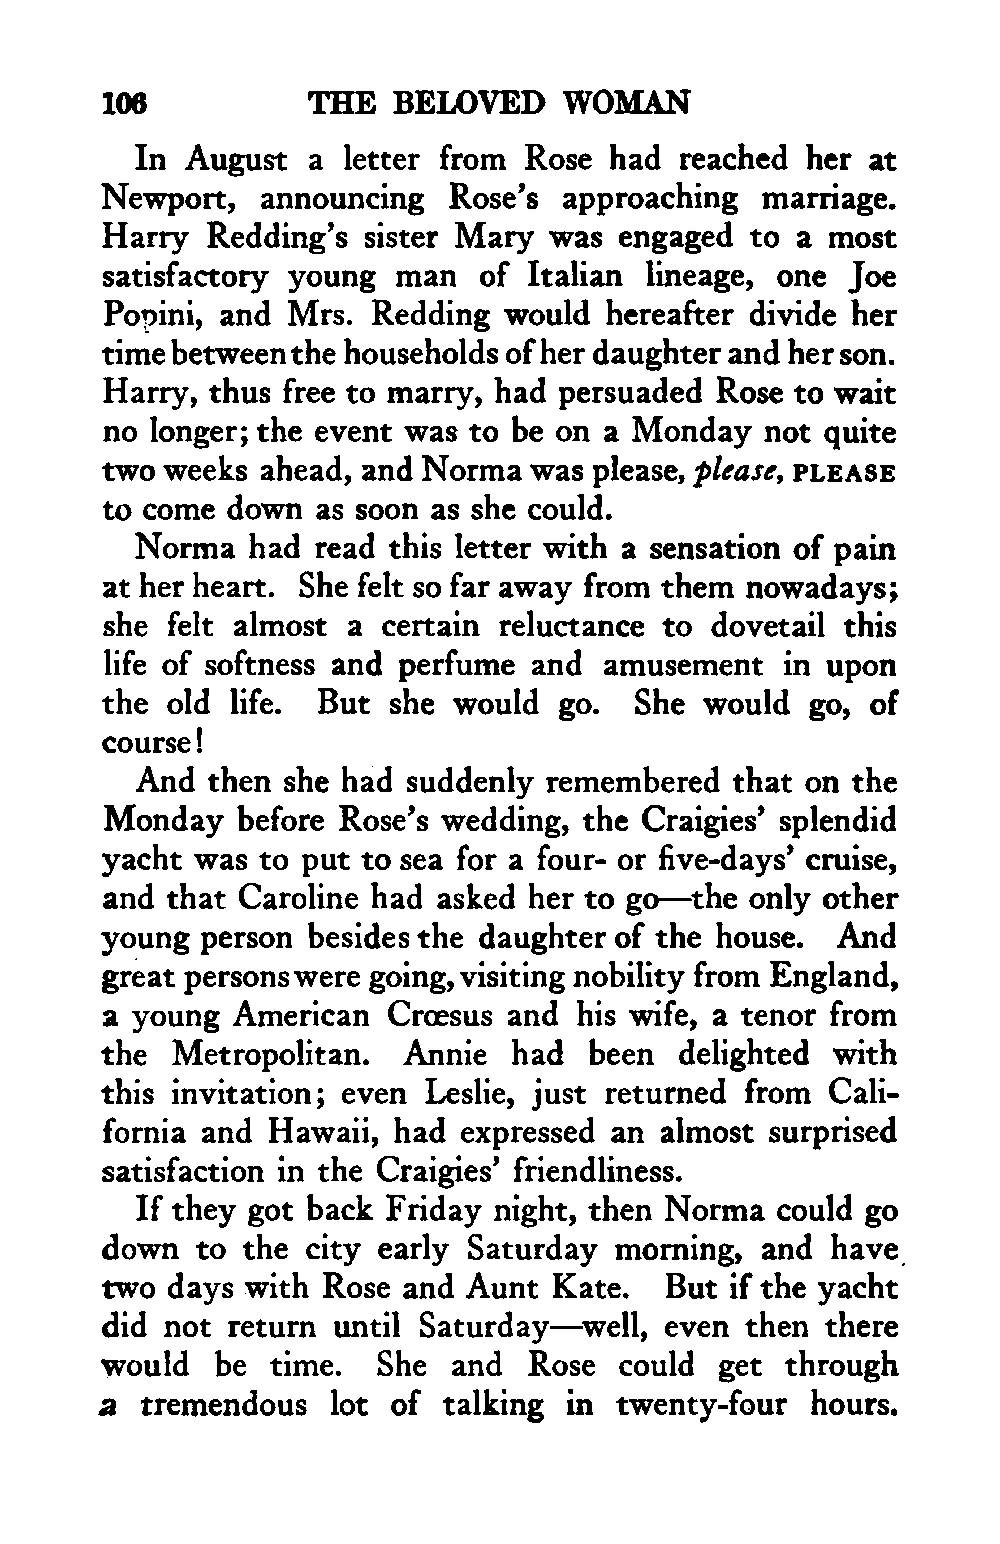 106 THE BELOVED WOMAN
In August a letter from Rose had reached her at
Newport, announcing Rose's approaching marriage.
Harry Redding's sister Mary was engaged to a most
satisfactory young man of Italian lineage, one Joe
Popini, and Mrs. Redding would hereafter divide her
time between the households of her daughter and her son.
Harry, thus free to marry, had persuaded Rose to wait
no longer; the event was to be on a Monday not quite
two weeks ahead, and Norma was please, please, PLEASE
to come down as soon as she could.
Norma had read this letter with a sensation of pain
at her heart. She felt so far away from them nowadays;
she felt almost a certain reluctance to dovetail this
life of softness and perfume and amusement in upon
the old life. But she would go. She would go, of
course!
And then she had suddenly remembered that on the
Monday before Rose's wedding, the Craigies' splendid
yacht was to put to sea for a four- or five-days' cruise,
and that Caroline had asked her to go—the only other
young person besides the daughter of the house. And
great persons were going, visiting nobility from England,
a young American Crœsus and his wife, a tenor from
the Metropolitan. Annie had been delighted with
this invitation; even Leslie, just returned from Cali-
fornia and Hawaii, had expressed an almost surprised
satisfaction in the Craigies' friendliness.
If they got back Friday night, then Norma could go
down to the city early Saturday morning, and have
two days with Rose and Aunt Kate. But if the yacht
did not return until Saturday—well, even then there
would be time. She and Rose could get through
a tremendous lot of talking in twenty-four hours.